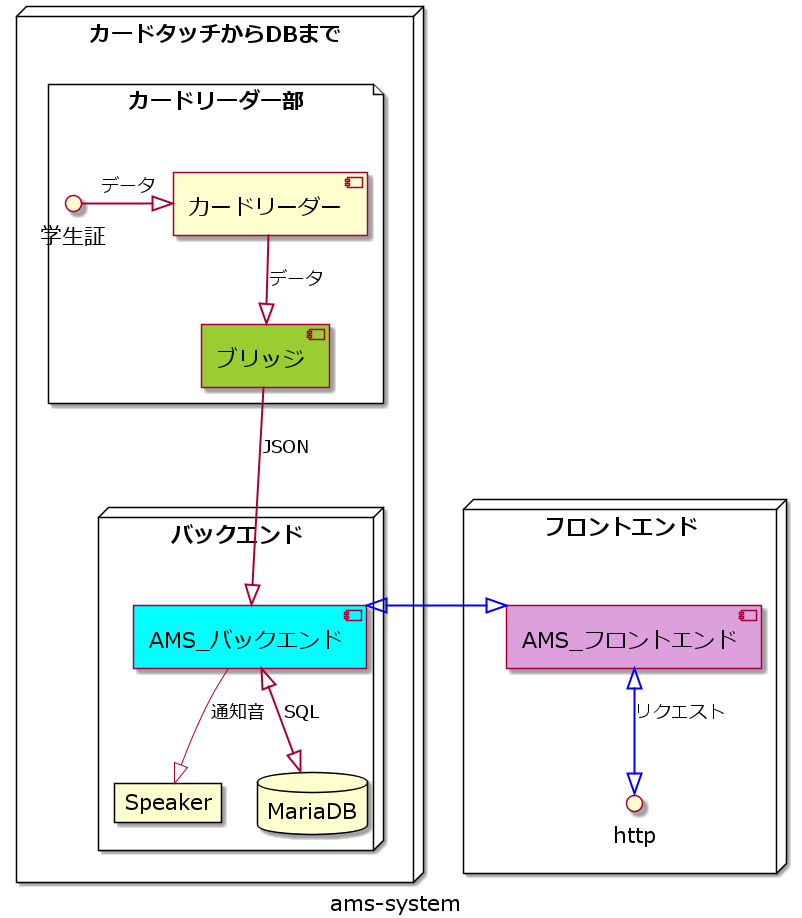 カードタッチからDBまで
カードリーダー部
データ
カードリーダー
学生証
データ
ブリッジ
JSON
バックエンド
フロントエンド
AMS_バックエンド
AMS_フロントエンド
通知音
SQL
リクエスト
Speaker
MariaDB
http
ams-system